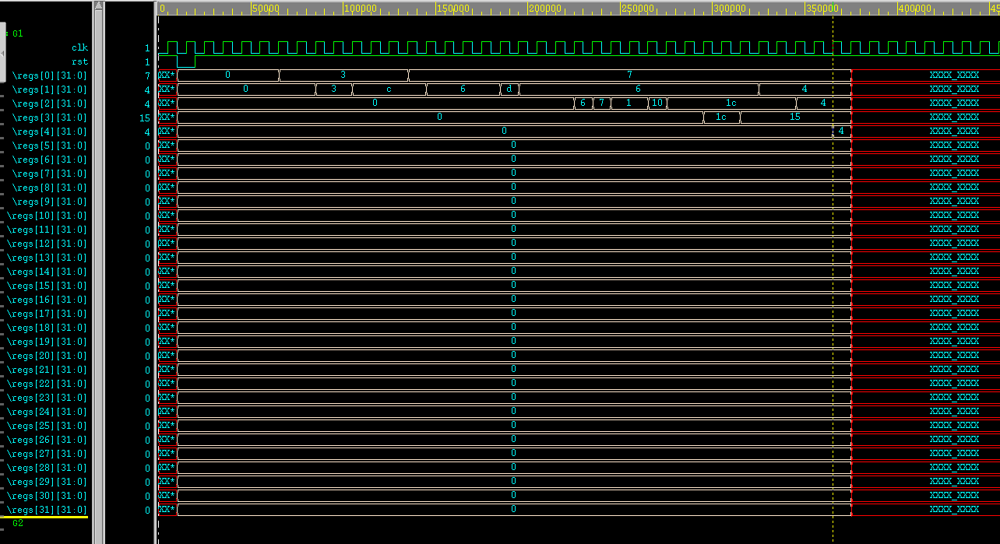 0 50000 100000 150000 200000 250000 300000 350000 400000 45
G1
clk 1
rst 1
\regs[0][31:0] 7 XX* 0 3 7 XXXX_XXXX
\regs[1][31:0] 4 XX* 0 3 c 6 d 6 4 XXXX_XXXX
\regs[2][31:0] 4 XX* 0 6 7 1 10 1c 4 XXXX_XXXX
\regs[3][31:0] 15 XX* 0 1c 15 XXXX_XXXX
\regs[4][31:0] 4 XX* 0 4 XXXX_XXXX
\regs[5][31:0] 0 XX* 0 XXXX_XXXX
\regs[6][31:0] 0 XX* 0 XXXX_XXXX
\regs[7][31:0] 0 XX* 0 XXXX_XXXX
\regs[8][31:0] 0 XX* 0 XXXX_XXXX
\regs[9][31:0] 0 XX* 0 XXXX_XXXX
\regs[10][31:0] 0 XX* 0 XXXX_XXXX
\regs[11][31:0] 0 XX* 0 XXXX_XXXX
\regs[12][31:0] 0 XX* 0 XXXX_XXXX
\regs[13][31:0] 0 XX* 0 XXXX_XXXX
\regs[14][31:0] 0 XX* 0 XXXX_XXXX
\regs[15][31:0] 0 XX* 0 XXXX_XXXX
\regs[16][31:0] 0 XX* 0 XXXX_XXXX
\regs[17][31:0] 0 XX* 0 XXXX_XXXX
\regs[18][31:0] 0 XX* 0 XXXX_XXXX
\regs[19][31:0] 0 XX* 0 XXXX_XXXX
\regs[20][31:0] 0 XX* 0 XXXX_XXXX
\regs[21][31:0] 0 XX* 0 XXXX_XXXX
\regs[22][31:0] 0 XX* 0 XXXX_XXXX
\regs[23][31:0] 0 XX* 0 XXXX_XXXX
\regs[24][31:0] 0 XX* 0 XXXX_XXXX
\regs[25][31:0] 0 XX* 0 XXXX_XXXX
\regs[26][31:0] 0 XX* 0 XXXX_XXXX
\regs[27][31:0] 0 XX* 0 XXXX_XXXX
\regs[28][31:0] 0 XX* 0 XXXX_XXXX
\regs[29][31:0] 0 XX* 0 XXXX_XXXX
\regs[30][31:0] 0 XX* 0 XXXX_XXXX
\regs[31][31:0] 0 XX* 0 XXXX_XXXX
G2